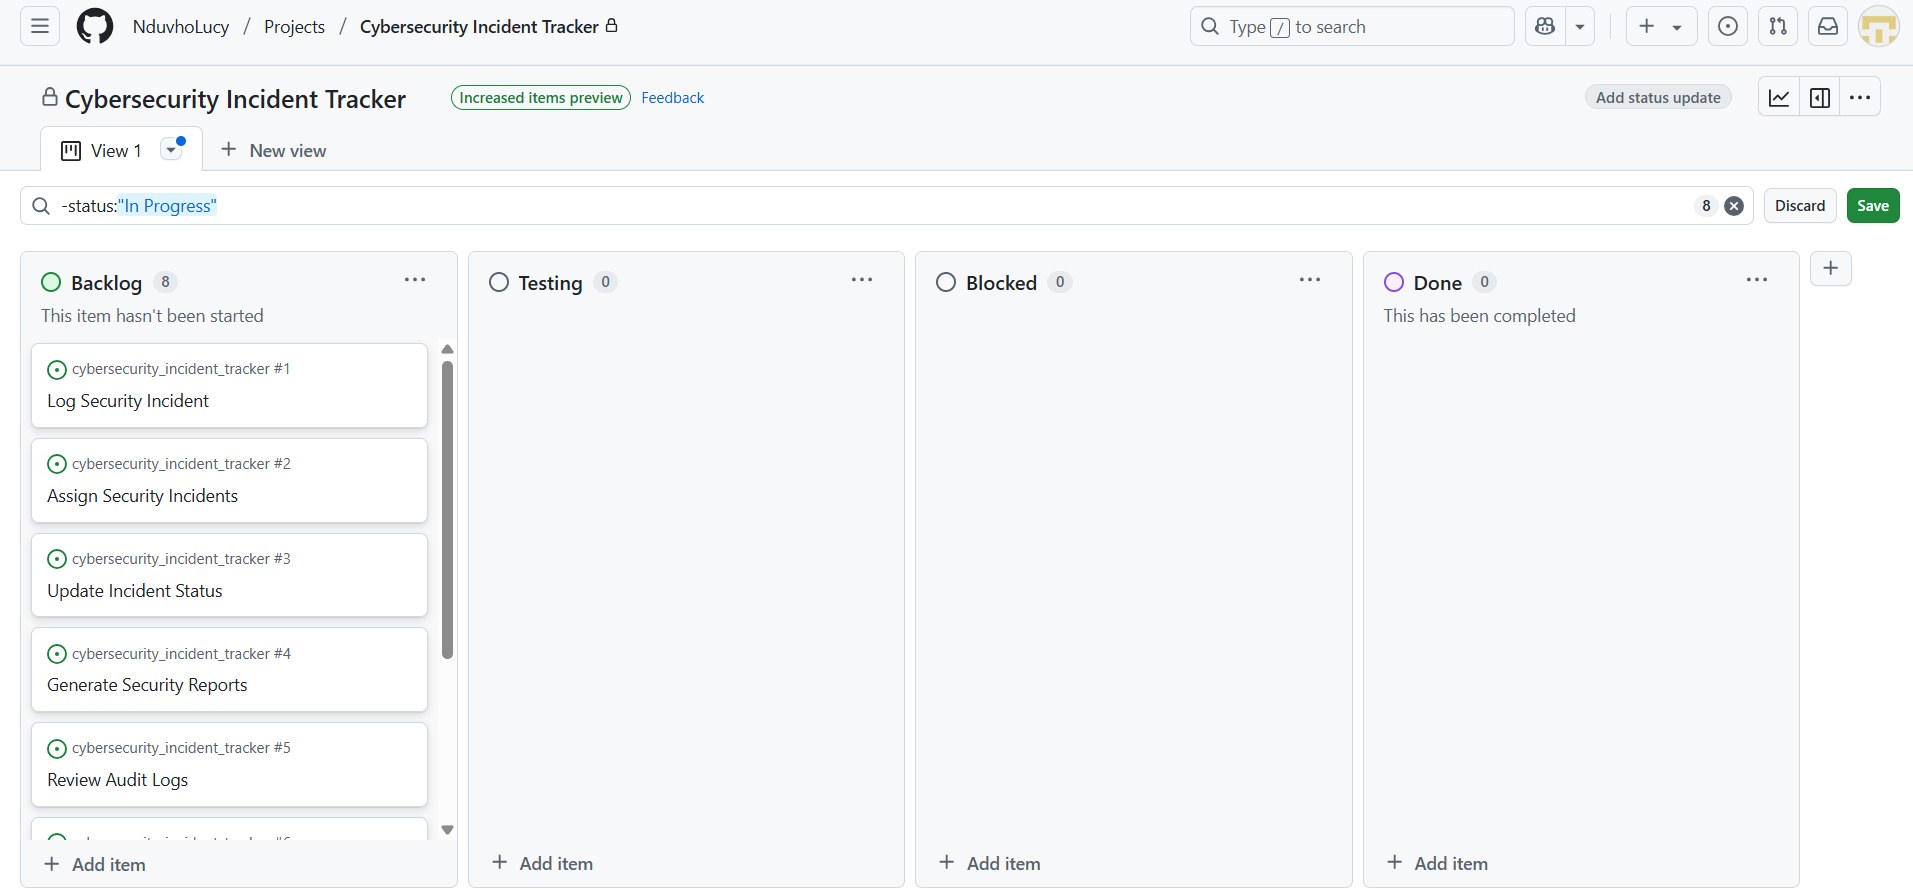 NduvhoLucy / Projects / Cybersecurity Incident Tracker
Type / to search
Cybersecurity Incident Tracker
Increased items preview
Feedback
Add status update
View 1
New view
-status:"In Progress"
8
Discard
Save
Backlog 8
This item hasn't been started
cybersecurity_incident_tracker #1
Log Security Incident
cybersecurity_incident_tracker #2
Assign Security Incidents
cybersecurity_incident_tracker #3
Update Incident Status
cybersecurity_incident_tracker #4
Generate Security Reports
cybersecurity_incident_tracker #5
Review Audit Logs
Add item
Testing 0
Add item
Blocked 0
Add item
Done 0
This has been completed
Add item